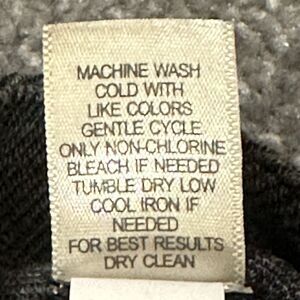 MACHINE WASH
COLD WITH
LIKE COLORS
GENTLE CYCLE
ONLY NON-CHLORINE
BLEACH IF NEEDED
TUMBLE DRY LOW
COOL IRON IF
NEEDED
FOR BEST RESULTS
DRY CLEAN